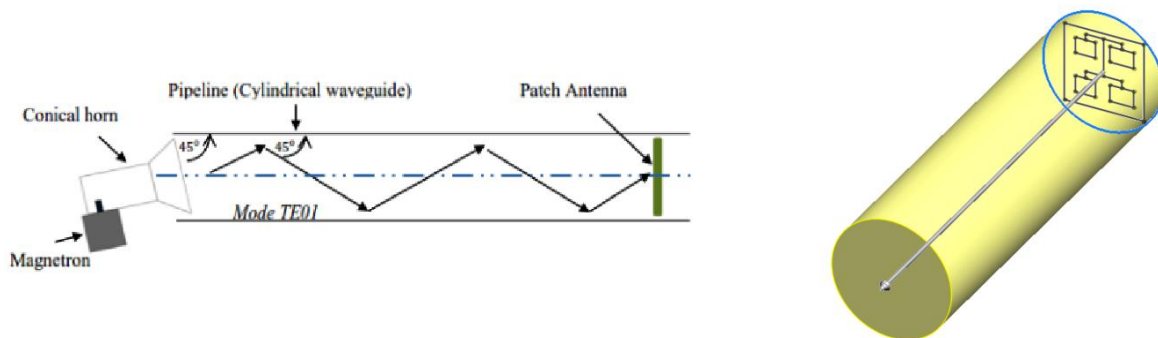 Pipeline (Cylindrical waveguide)
Patch Antenna
Conical horn
45°
45°
Mode TE01
Magnetron